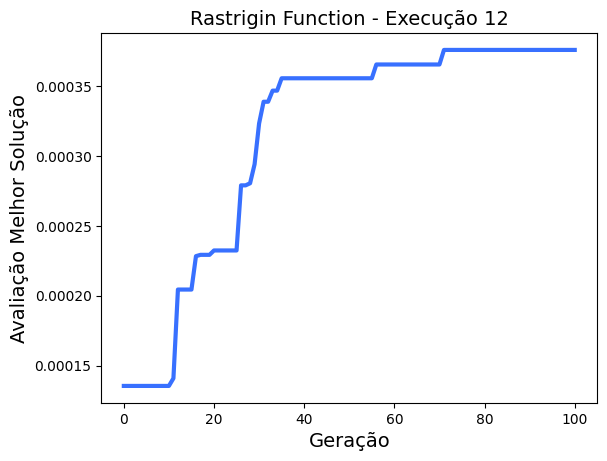 Rastrigin Function - Execução 12
Avaliação Melhor Solução
0.00035
0.00030
0.00025
0.00020
0.00015
0 20 40 60 80 100
Geração